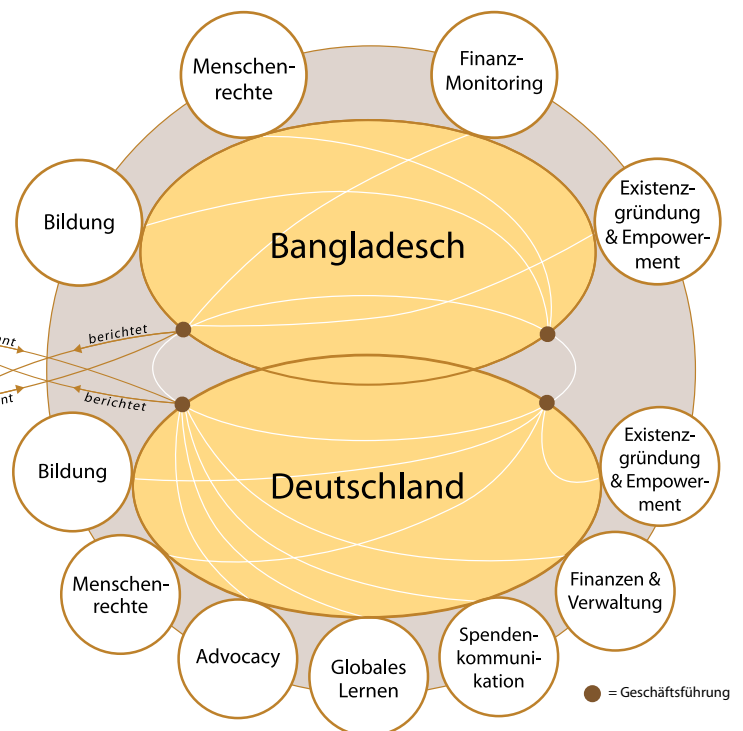 Menschen-
rechte
Finanz-
Monitoring
Bildung
Existenz-
gründung
& Empower-
ment
Bangladesch
berichtet
berichtet
Bildung
Deutschland
Existenz-
gründung
& Empower-
ment
Menschen-
rechte
Finanzen &
Verwaltung
Advocacy
Globales
Lernen
Spenden-
kommuni-
kation
= Geschäftsführung